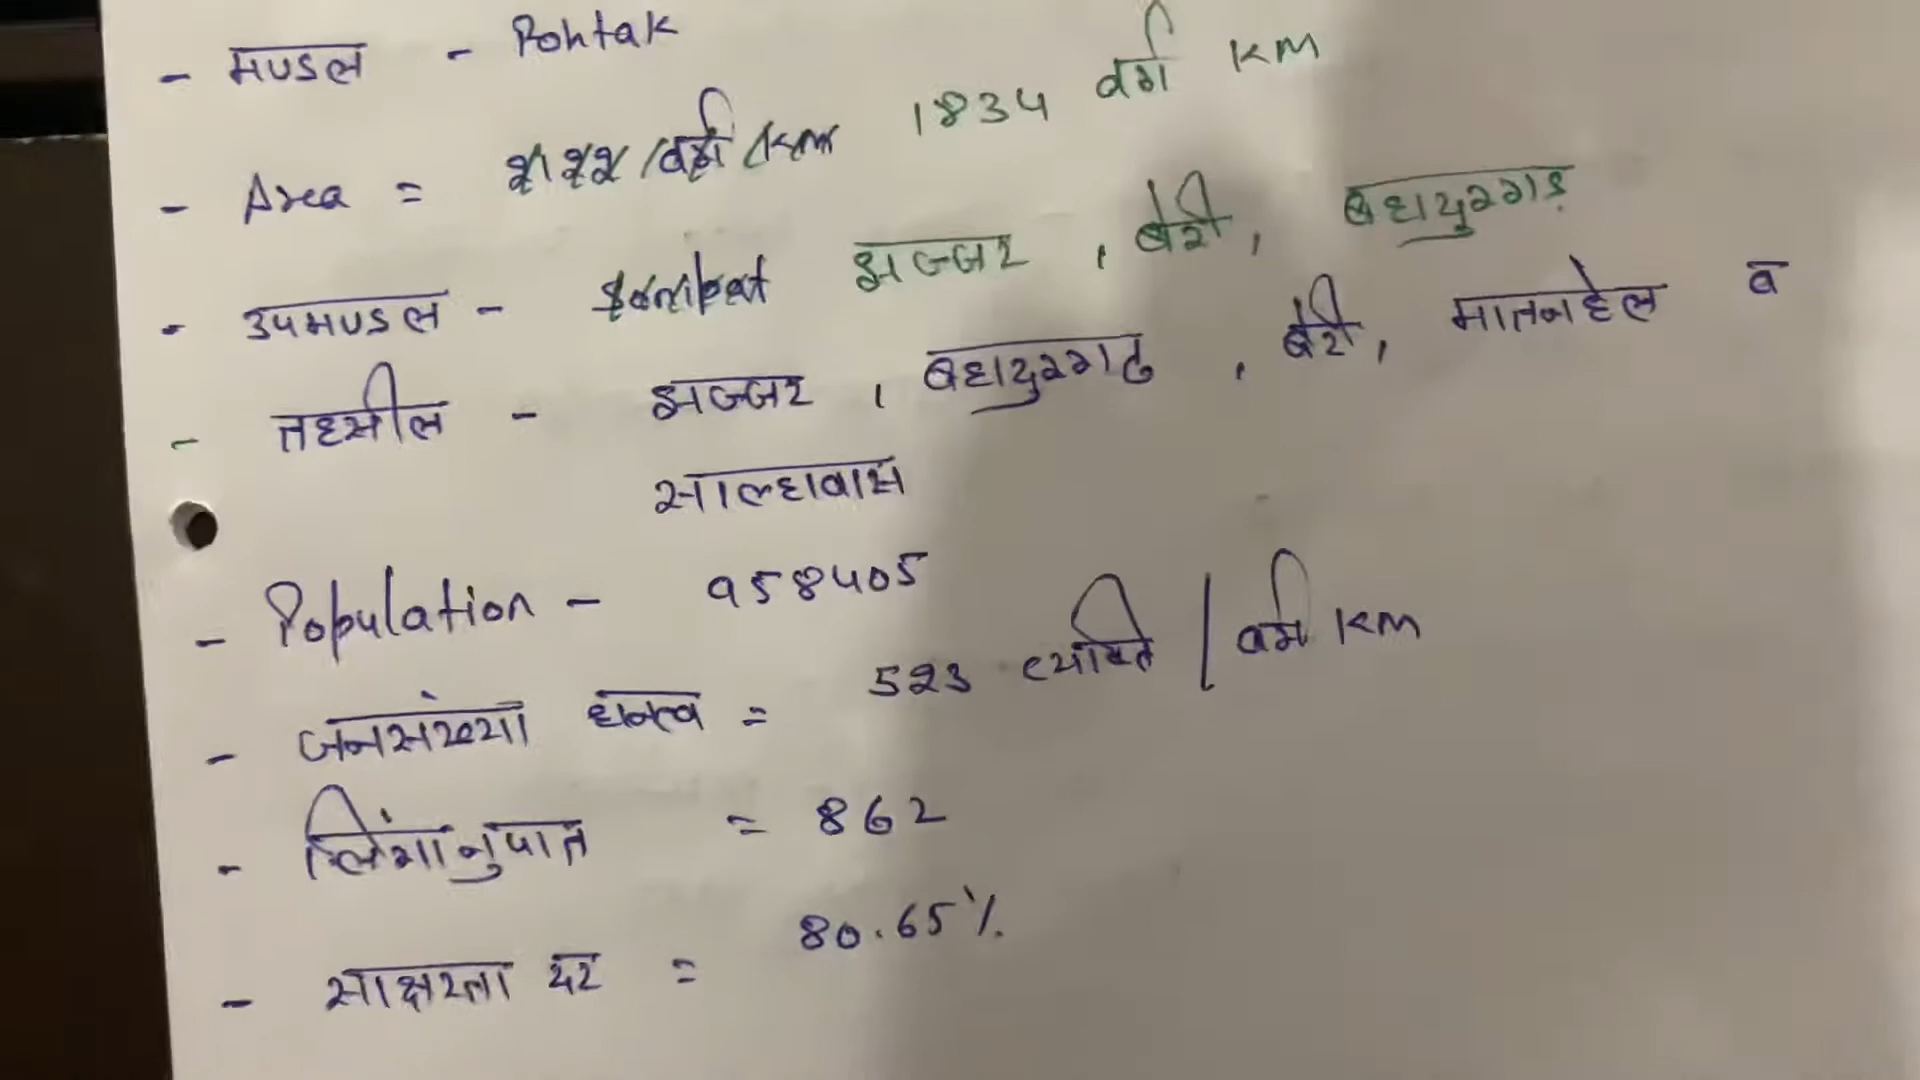 - मण्डल - Rohtak
- Area = 1834 वर्ग KM
- उपमण्डल - झज्जर, बेरी, बहादुरगड़
- तहसील - झज्जर, बहादुरगढ, बेरी, मातनहेल व
साल्हावास
- Population - 958405
- जनसंख्या घनत्व = 523 व्यक्ति / वर्ग KM
- लिंगानुपात = 862
- साक्षरता दर = 80.65%